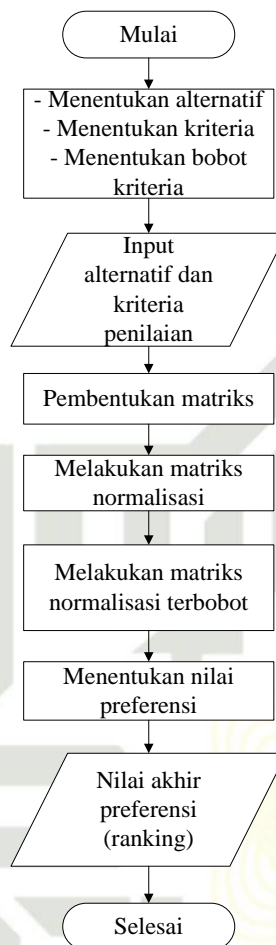 Mulai
- Menentukan alternatif
- Menentukan kriteria
- Menentukan bobot
kriteria
Input
alternatif dan
kriteria
penilaian
Pembentukan matriks
Melakukan matriks
normalisasi
Melakukan matriks
normalisasi terbobot
Menentukan nilai
preferensi
Nilai akhir
preferensi
(ranking)
Selesai